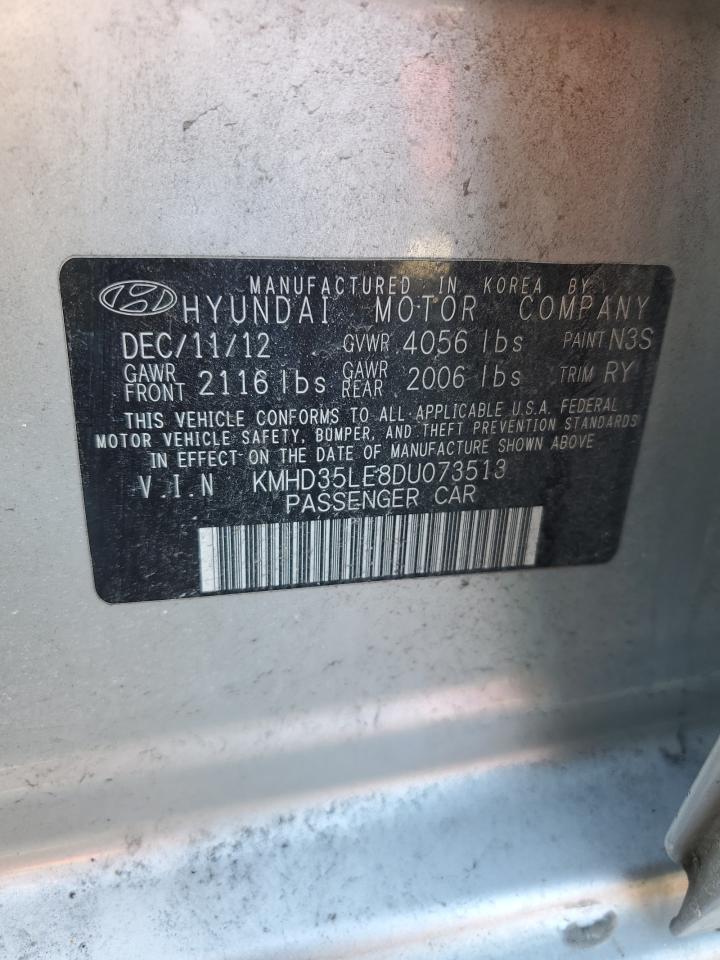 MANUFACTURED IN KOREA BY
HYUNDAI MOTOR COMPANY
DEC/11/12 GVWR 4056 lbs PAINT N3S
GAWR FRONT 2116 lbs GAWR REAR 2006 lbs TRIM RY
THIS VEHICLE CONFORMS TO ALL APPLICABLE U.S.A. FEDERAL
MOTOR VEHICLE SAFETY, BUMPER, AND THEFT PREVENTION STANDARDS
IN EFFECT ON THE DATE OF MANUFACTURE SHOWN ABOVE
V.I.N KMHD35LE8DU073513
PASSENGER CAR